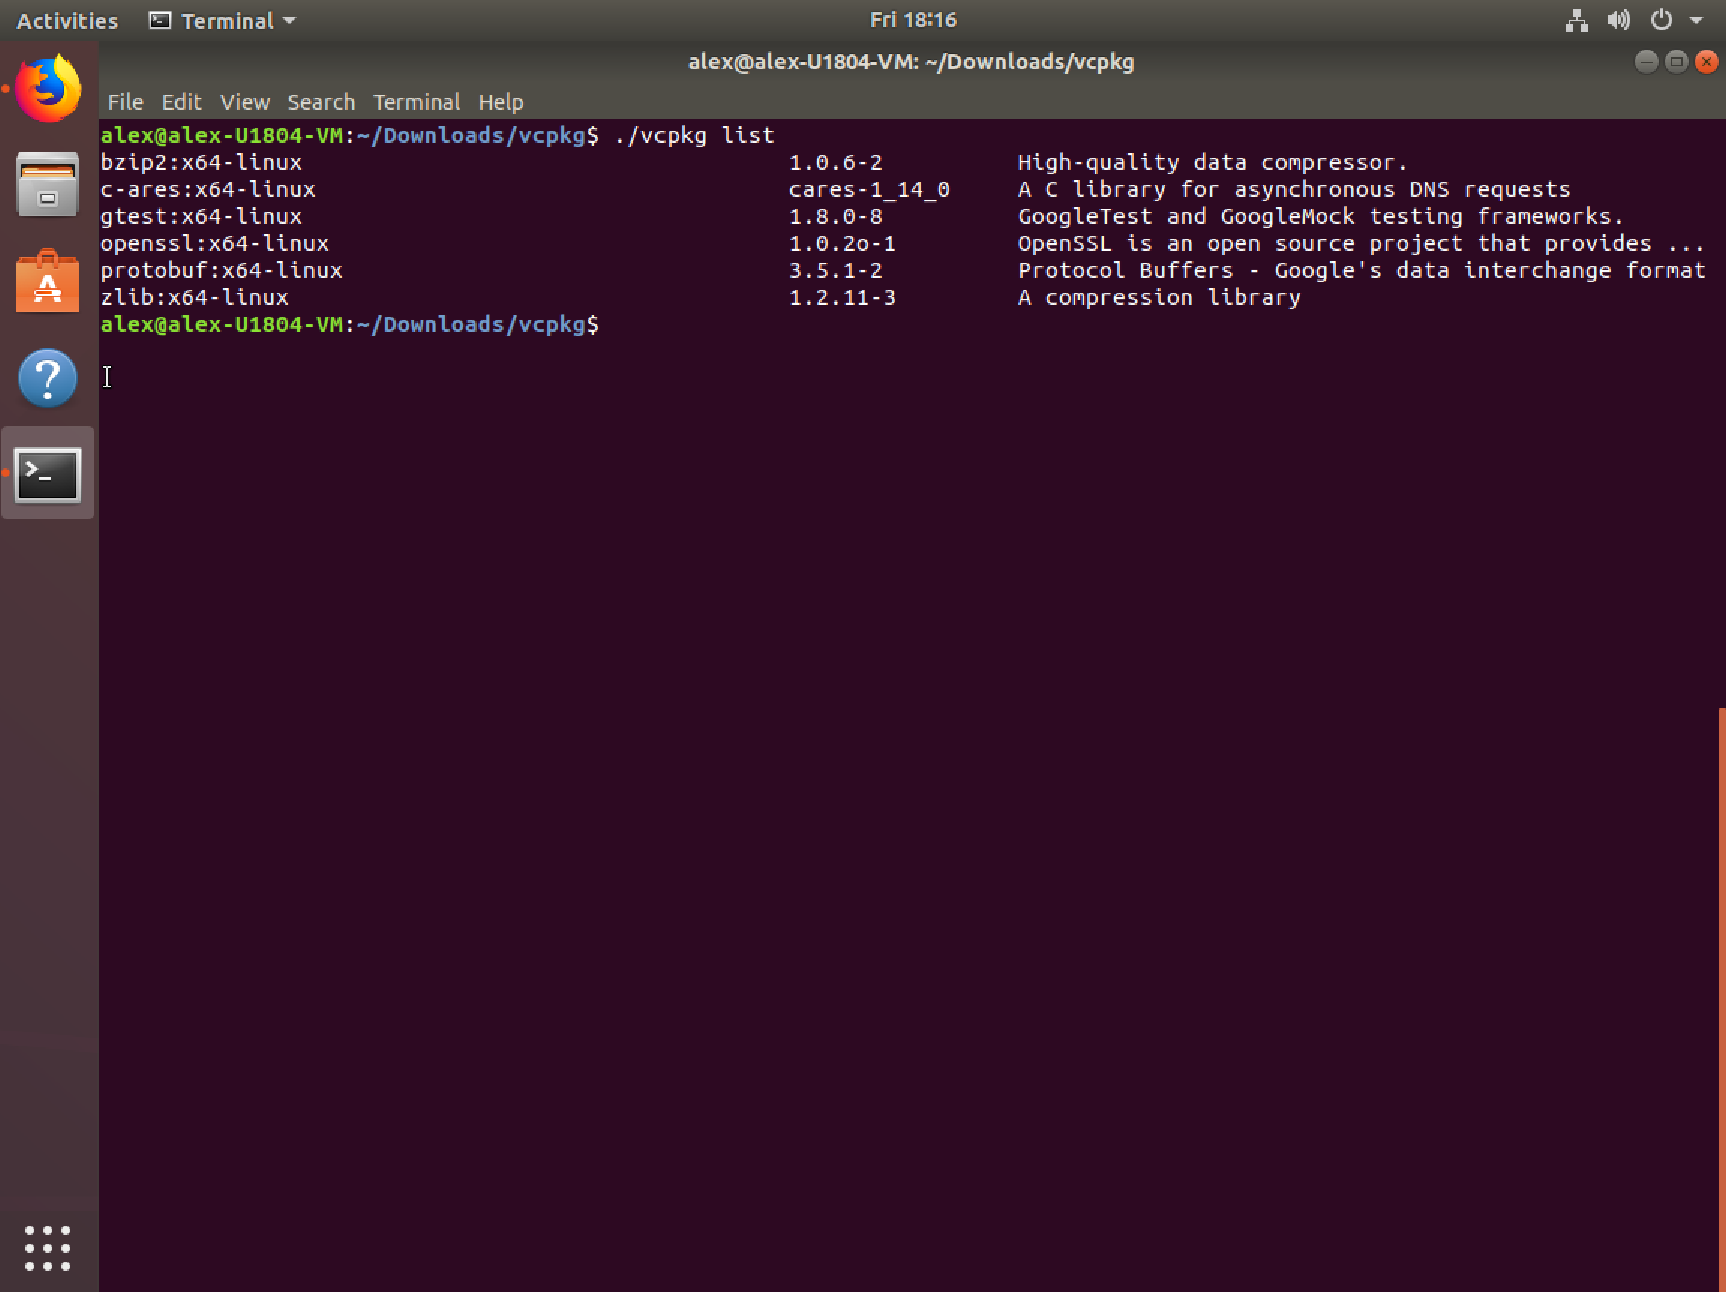 Activities Terminal Fri 18:16
alex@alex-U1804-VM: ~/Downloads/vcpkg
File Edit View Search Terminal Help
alex@alex-U1804-VM:~/Downloads/vcpkg$ ./vcpkg list
bzip2:x64-linux 1.0.6-2 High-quality data compressor.
c-ares:x64-linux cares-1_14_0 A C library for asynchronous DNS requests
gtest:x64-linux 1.8.0-8 GoogleTest and GoogleMock testing frameworks.
openssl:x64-linux 1.0.2o-1 OpenSSL is an open source project that provides ...
protobuf:x64-linux 3.5.1-2 Protocol Buffers - Google's data interchange format
zlib:x64-linux 1.2.11-3 A compression library
alex@alex-U1804-VM:~/Downloads/vcpkg$